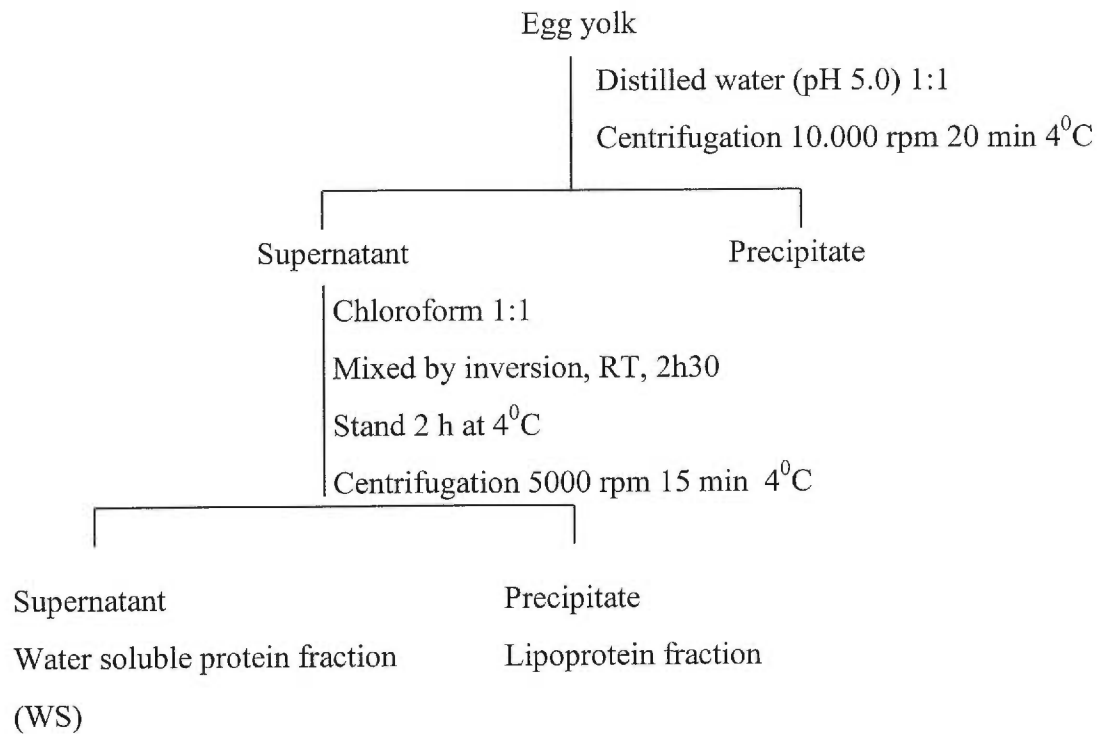 Egg yolk
Distilled water (pH 5.0) 1:1
Centrifugation 10.000 rpm 20 min 4⁰C
Supernatant
Precipitate
Chloroform 1:1
Mixed by inversion, RT, 2h30
Stand 2 h at 4⁰C
Centrifugation 5000 rpm 15 min 4⁰C
Supernatant
Water soluble protein fraction
(WS)
Precipitate
Lipoprotein fraction